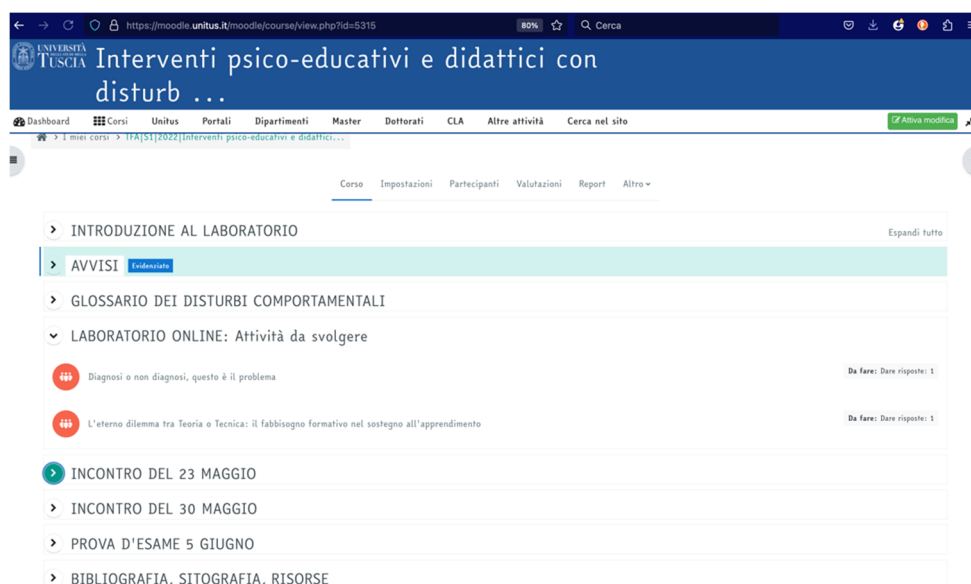 https://moodle.unitus.it/moodle/course/view.php?id=5315
80%
Cerca
UNIVERSITÀ
TUSCIA
Interventi psico-educativi e didattici con
disturb ...
Dashboard Corsi Unitus Portali Dipartimenti Master Dottorati CLA Altre attività Cerca nel sito
Attiva modifica
> I miei corsi > TFA|S1|2022|Interventi psico-educativi e didattici...
Corso Impostazioni Partecipanti Valutazioni Report Altro
INTRODUZIONE AL LABORATORIO
Espandi tutto
AVVISI Evidenziato
GLOSSARIO DEI DISTURBI COMPORTAMENTALI
LABORATORIO ONLINE: Attività da svolgere
Diagnosi o non diagnosi, questo è il problema
Da fare: Dare risposte: 1
L'eterno dilemma tra Teoria o Tecnica: il fabbisogno formativo nel sostegno all'apprendimento
Da fare: Dare risposte: 1
INCONTRO DEL 23 MAGGIO
INCONTRO DEL 30 MAGGIO
PROVA D'ESAME 5 GIUGNO
BIBLIOGRAFIA, SITOGRAFIA, RISORSE